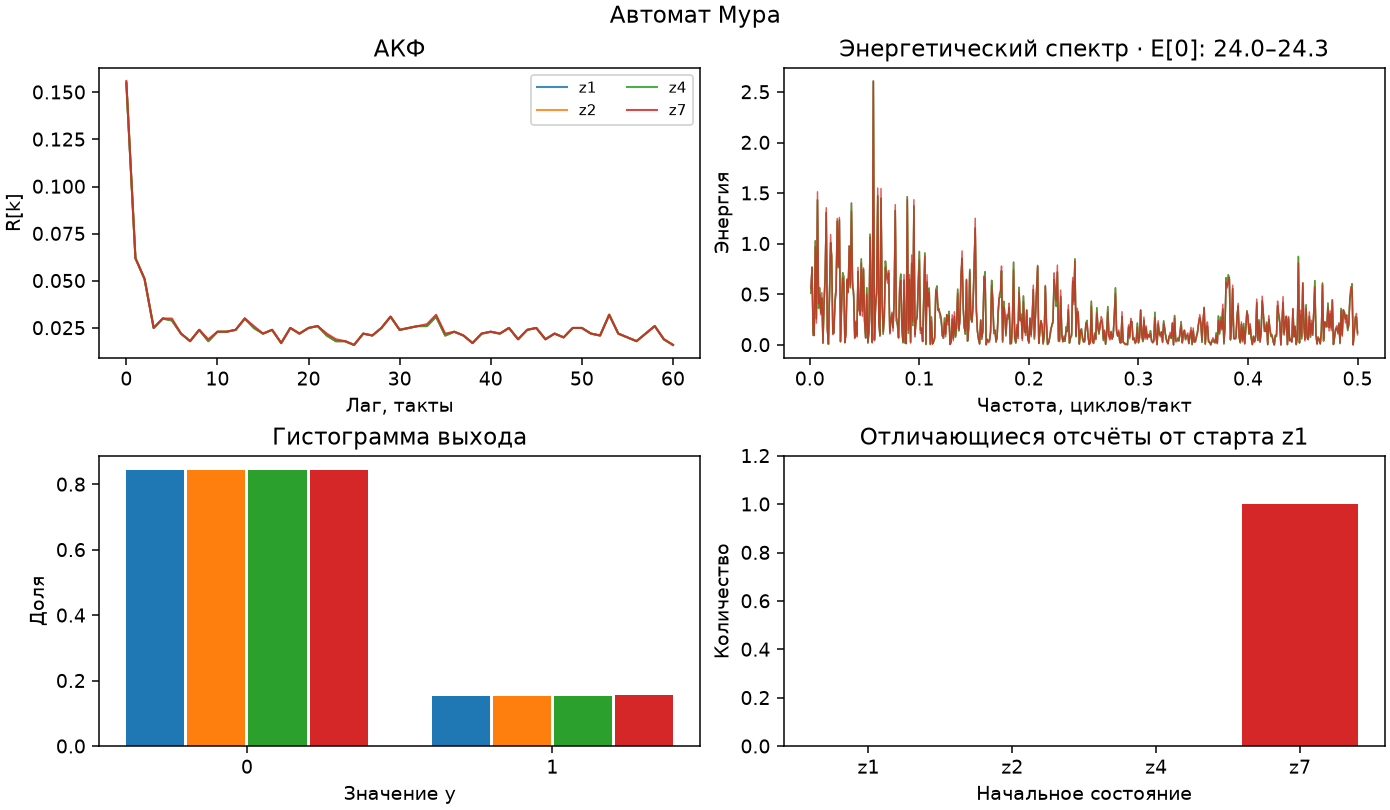 Автомат Мура
АКФ
R[k]
0.150
0.125
0.100
0.075
0.050
0.025
0 10 20 30 40 50 60
Лаг, такты
z1 z4
z2 z7
Энергетический спектр · E[0]: 24.0–24.3
Энергия
2.5
2.0
1.5
1.0
0.5
0.0
0.0 0.1 0.2 0.3 0.4 0.5
Частота, циклов/такт
Гистограмма выхода
Доля
0.8
0.6
0.4
0.2
0.0
0 1
Значение y
Отличающиеся отсчёты от старта z1
Количество
1.2
1.0
0.8
0.6
0.4
0.2
0.0
z1 z2 z4 z7
Начальное состояние